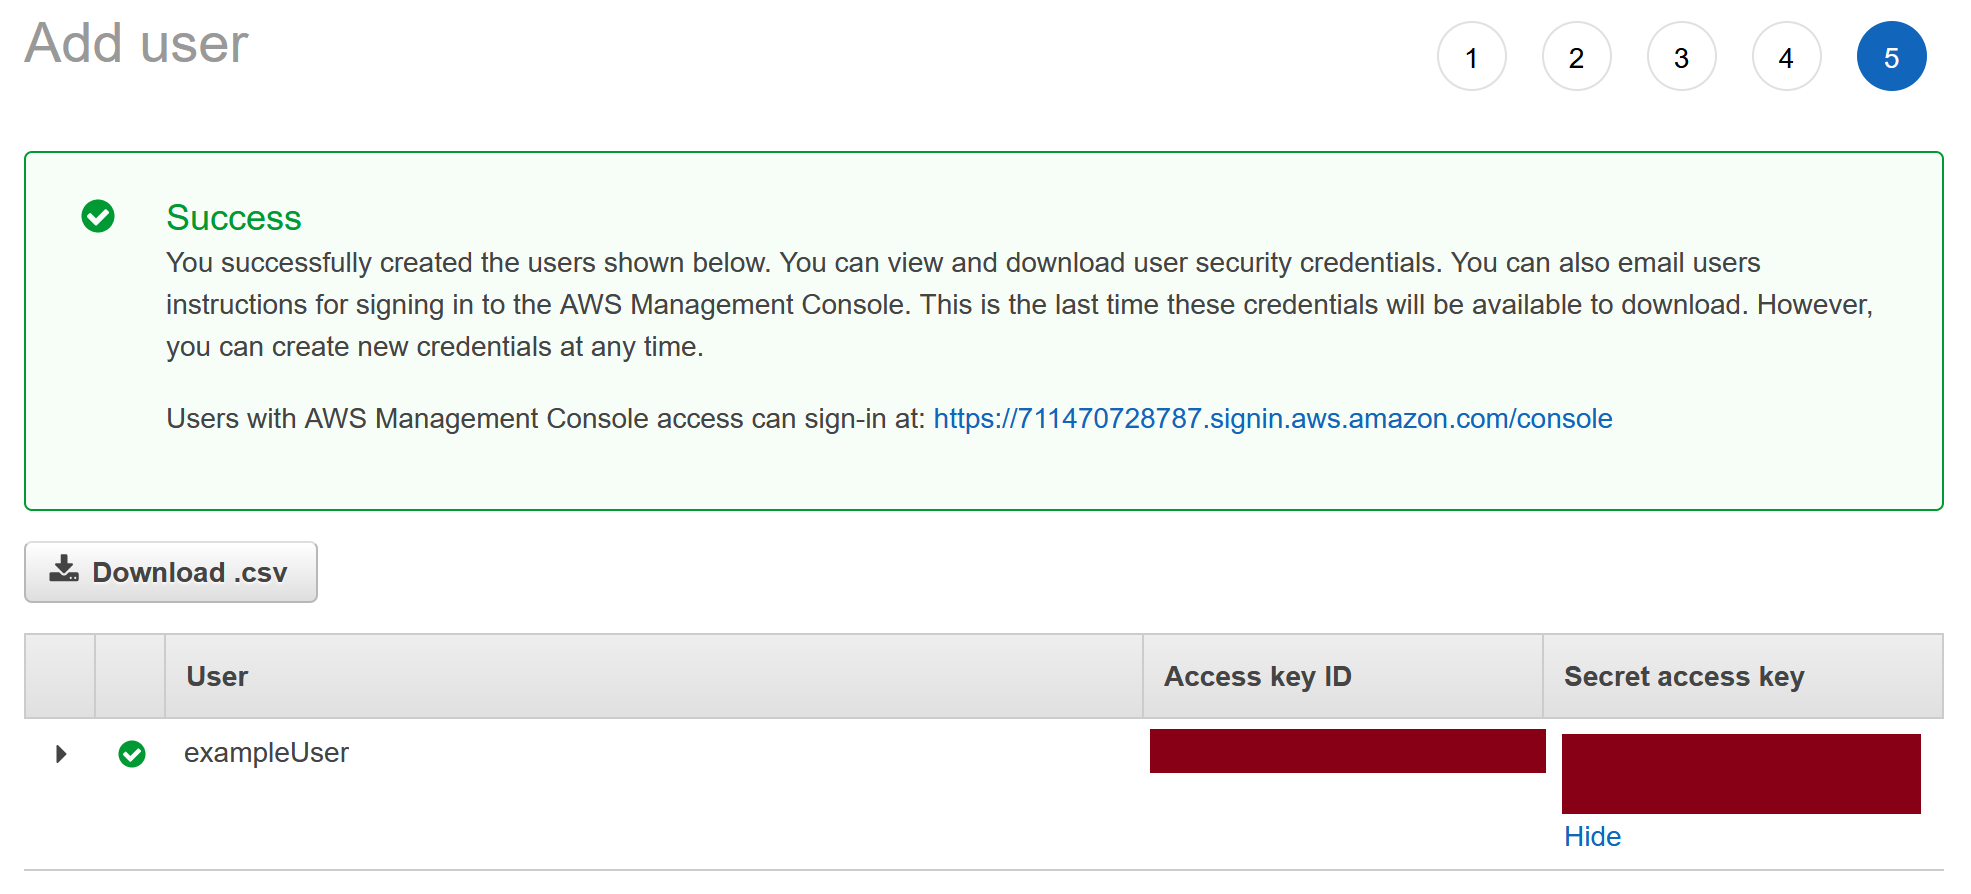 Add user
1 2 3 4 5
Success
You successfully created the users shown below. You can view and download user security credentials. You can also email users
instructions for signing in to the AWS Management Console. This is the last time these credentials will be available to download. However,
you can create new credentials at any time.
Users with AWS Management Console access can sign-in at: https://711470728787.signin.aws.amazon.com/console
Download .csv
User Access key ID Secret access key
exampleUser
Hide